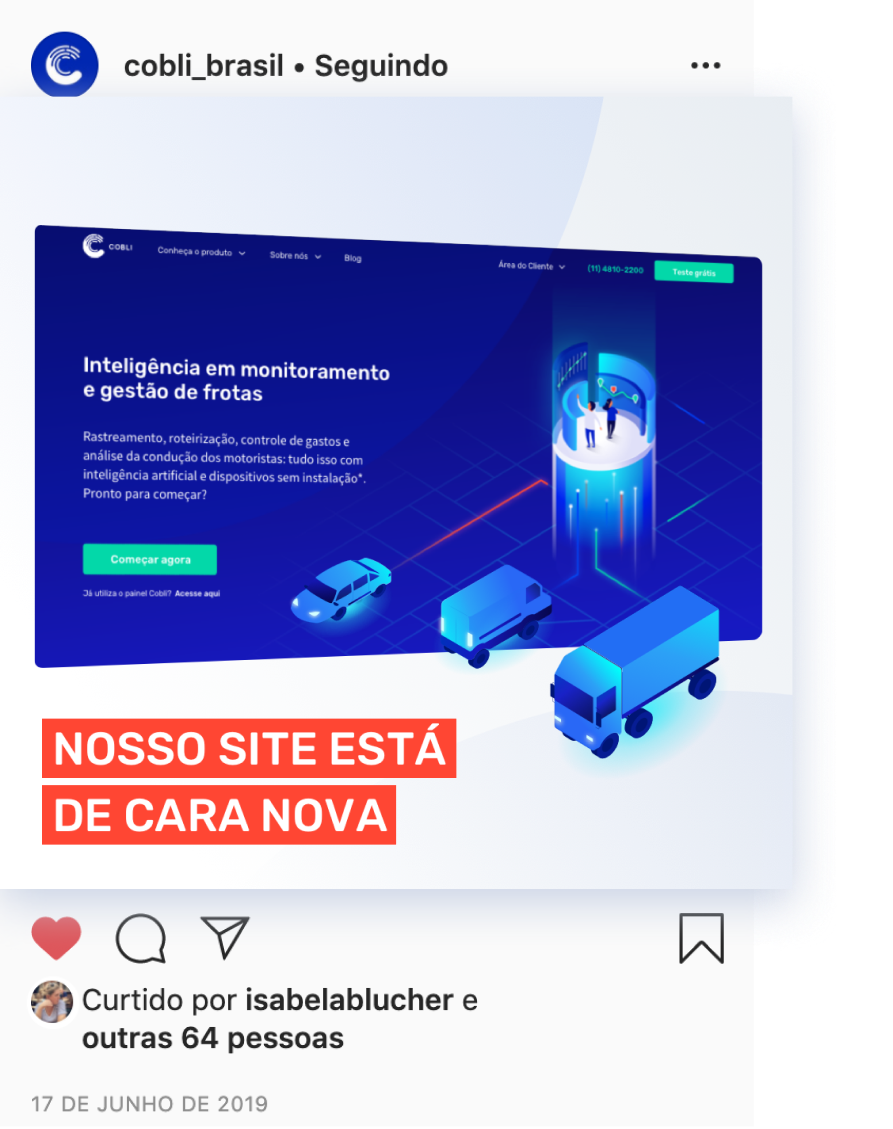 cobli_brasil • Seguindo
COBLI
Conheça o produto
Sobre nós
Blog
Área do Cliente
(11) 4810-2200
Teste grátis
Inteligência em monitoramento
e gestão de frotas
Rastreamento, roteirização, controle de gastos e
análise da condução dos motoristas: tudo isso com
inteligência artificial e dispositivos sem instalação*.
Pronto para começar?
Começar agora
Já utiliza o painel Cobli? Acesse aqui
NOSSO SITE ESTÁ
DE CARA NOVA
Curtido por isabelablucher e
outras 64 pessoas
17 DE JUNHO DE 2019